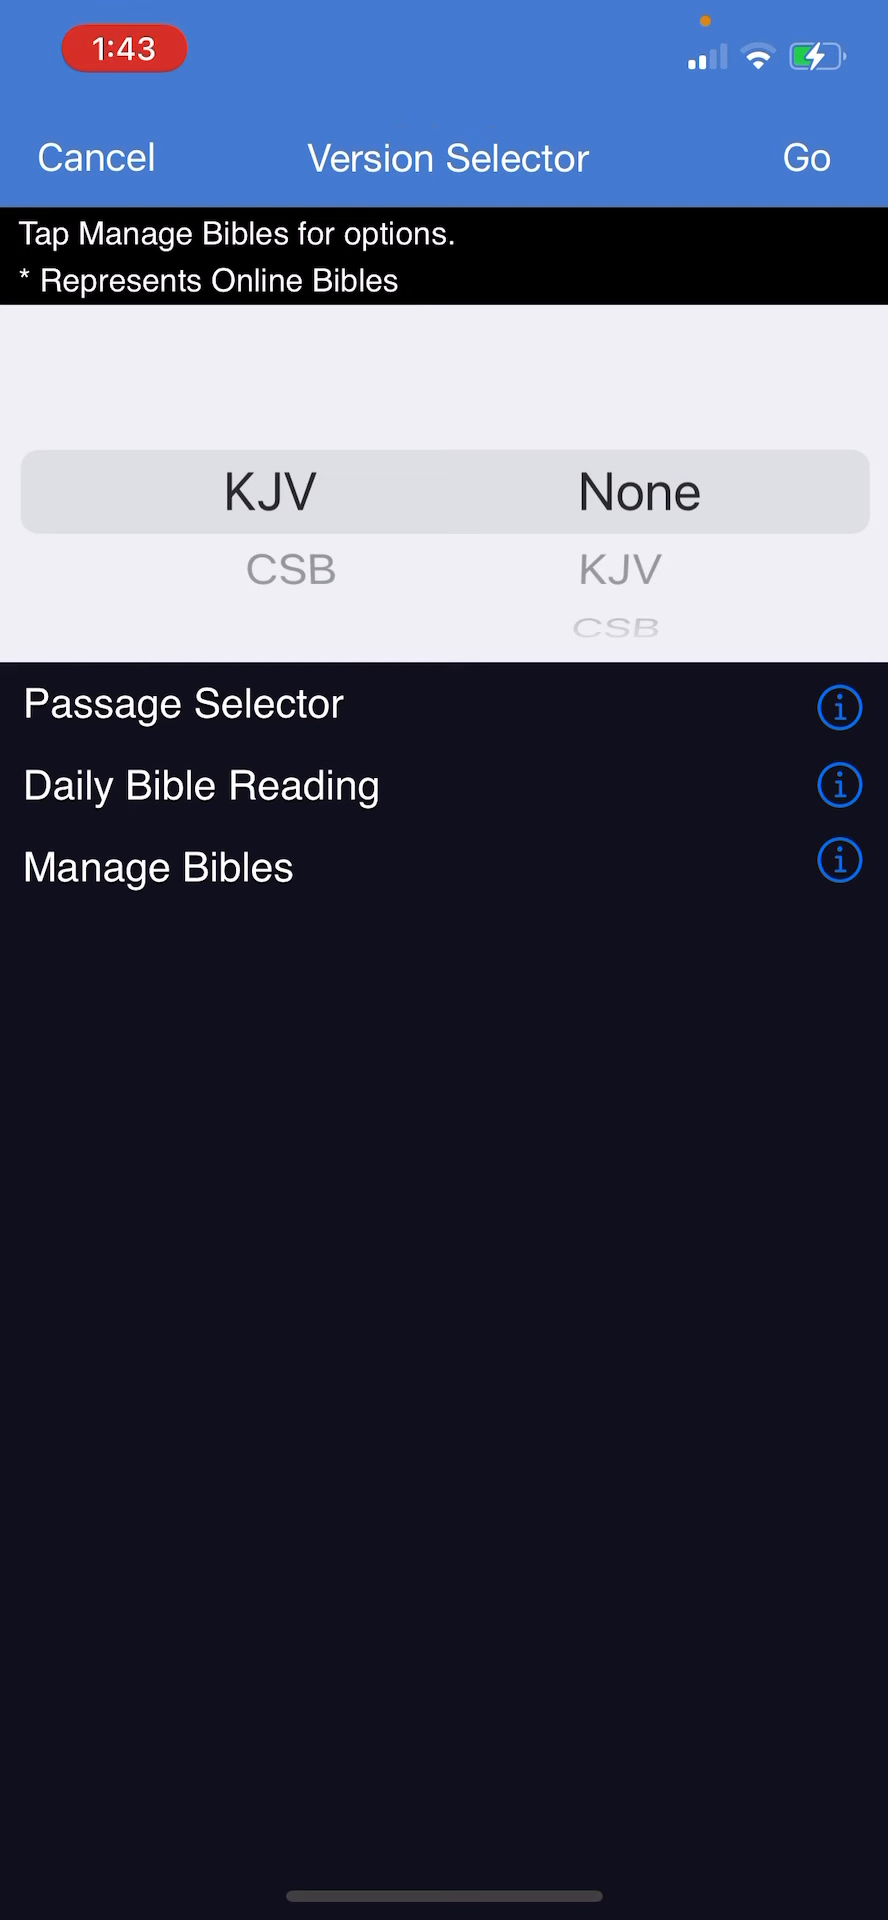 1:43
Cancel Version Selector Go
Tap Manage Bibles for options.
* Represents Online Bibles
KJV None
CSB KJV
CSB
Passage Selector
Daily Bible Reading
Manage Bibles